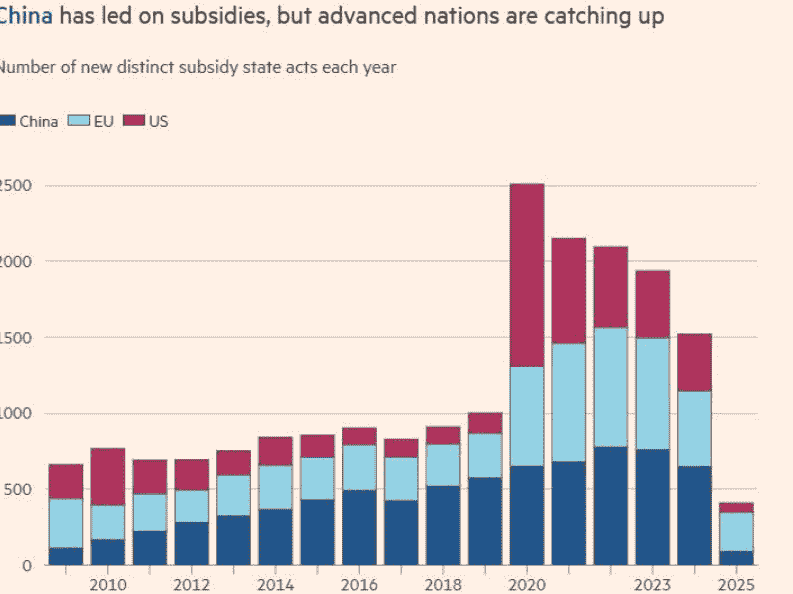 China has led on subsidies, but advanced nations are catching up
Number of new distinct subsidy state acts each year
China EU US
2500
2000
1500
1000
500
0
2010 2012 2014 2016 2018 2020 2023 2025